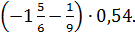 (−1 5/6 − 1/9) · 0,54.